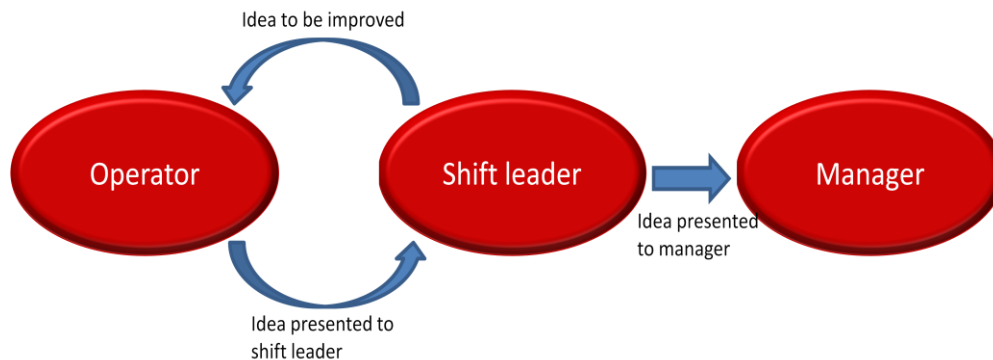 Idea to be improved
Operator
Shift leader
Manager
Idea presented
to manager
Idea presented to
shift leader